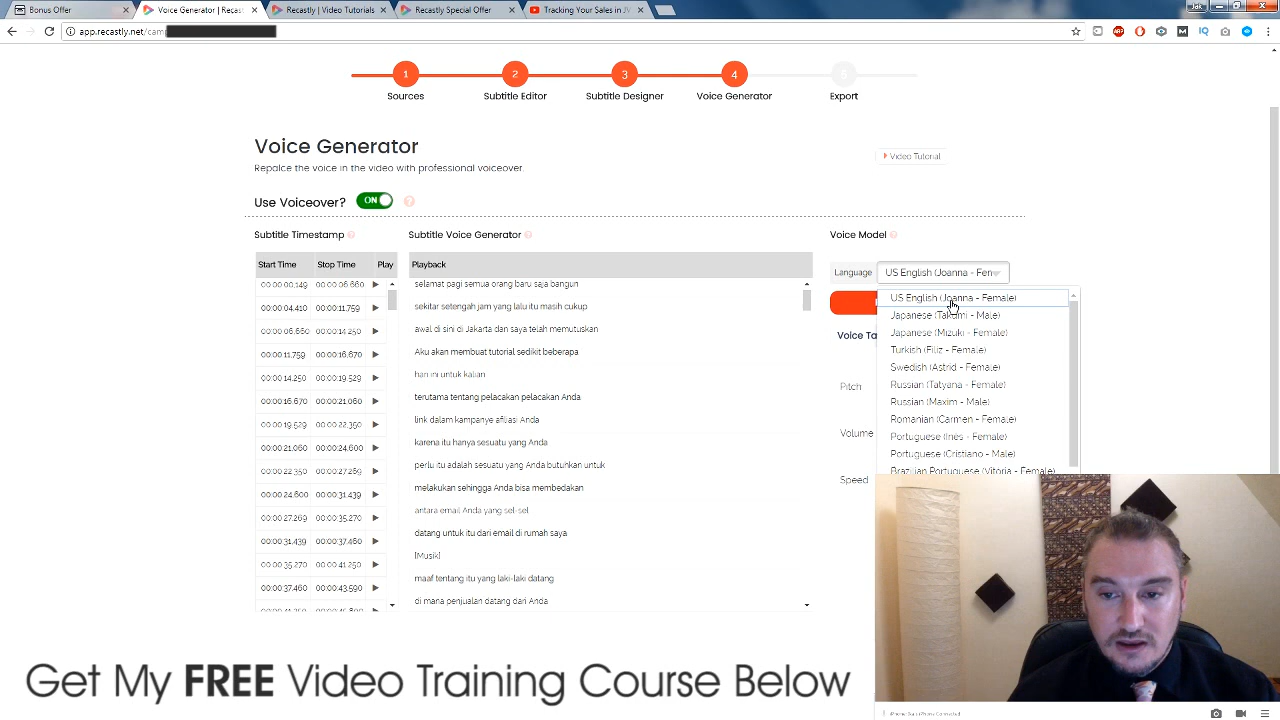 Bonus Offer
Voice Generator | Recast
Recastly | Video Tutorials
Recastly Special Offer
Tracking Your Sales in JV
Jak
app.recastly.net/cam
1
2
3
4
5
Sources
Subtitle Editor
Subtitle Designer
Voice Generator
Export
Voice Generator
Video Tutorial
Repalce the voice in the video with professional voiceover.
Use Voiceover? ON ?
Subtitle Timestamp ?
Subtitle Voice Generator ?
Voice Model ?
Start Time Stop Time Play
Playback
Language US English (Joanna - Fem
selamat pagi semua orang baru saja bangun
00:00:04.410 00:00:11.759 sekitar setengah jam yang lalu itu masih cukup
00:00:06.660 00:00:14.250 awal di sini di Jakarta dan saya telah memutuskan
00:00:11.759 00:00:16.670 Aku akan membuat tutorial sedikit beberapa
00:00:14.250 00:00:19.529 hari ini untuk kalian
00:00:16.670 00:00:21.060 terutama tentang pelacakan pelacakan Anda
00:00:19.529 00:00:22.350 link dalam kampanye afiliasi Anda
00:00:21.060 00:00:24.600 karena itu hanya sesuatu yang Anda
00:00:22.350 00:00:27.269 perlu itu adalah sesuatu yang Anda butuhkan untuk
00:00:24.600 00:00:31.439 melakukan sehingga Anda bisa membedakan
00:00:27.269 00:00:35.270 antara email Anda yang sel-sel
00:00:31.439 00:00:37.460 datang untuk itu dari email di rumah saya
00:00:35.270 00:00:41.250 [Musik]
00:00:37.460 00:00:43.590 maaf tentang itu yang laki-laki datang
di mana penjualan datang dari Anda
US English (Joanna - Female)
Japanese (Takumi - Male)
Japanese (Mizuki - Female)
Turkish (Filiz - Female)
Swedish (Astrid - Female)
Russian (Tatyana - Female)
Russian (Maxim - Male)
Romanian (Carmen - Female)
Portuguese (Inês - Female)
Portuguese (Cristiano - Male)
Brazilian Portuguese (Vitoria - Female)
Voice Ta
Pitch
Volume
Speed
Get My FREE Video Training Course Below